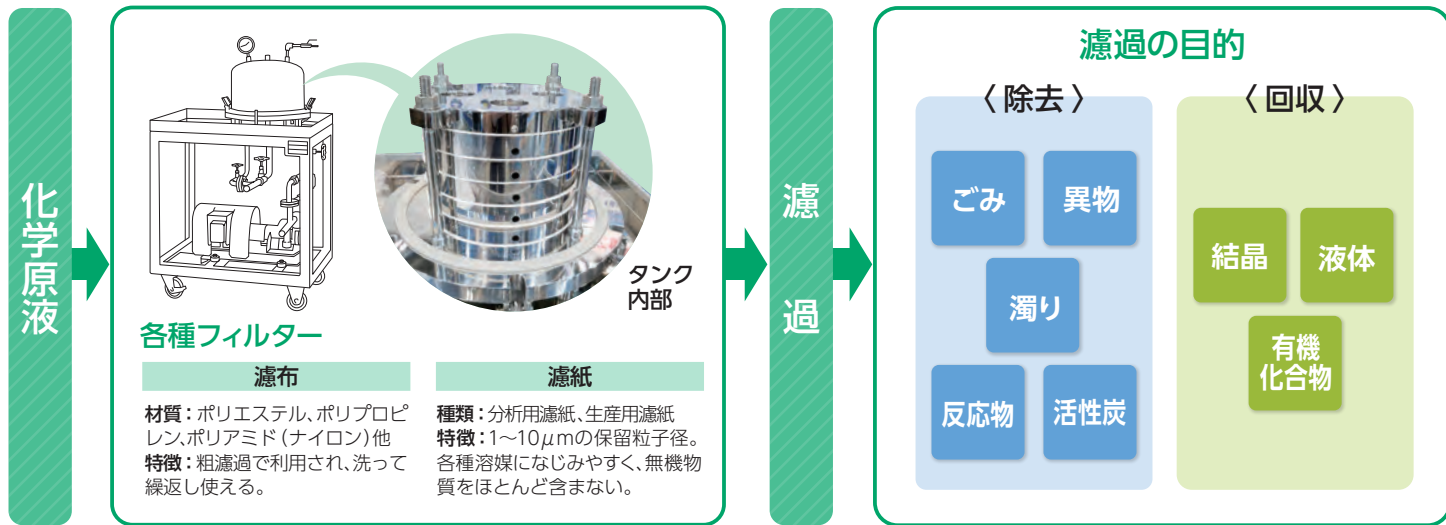 化学原液
タンク
内部
各種フィルター
濾布
材質：ポリエステル、ポリプロピ
レン、ポリアミド（ナイロン）他
特徴：粗濾過で利用され、洗って
繰返し使える。
濾紙
種類：分析用濾紙、生産用濾紙
特徴：1〜10μmの保留粒子径。
各種溶媒になじみやすく、無機物
質をほとんど含まない。
濾過
濾過の目的
〈除去〉
ごみ
異物
濁り
反応物
活性炭
〈回収〉
結晶
液体
有機
化合物